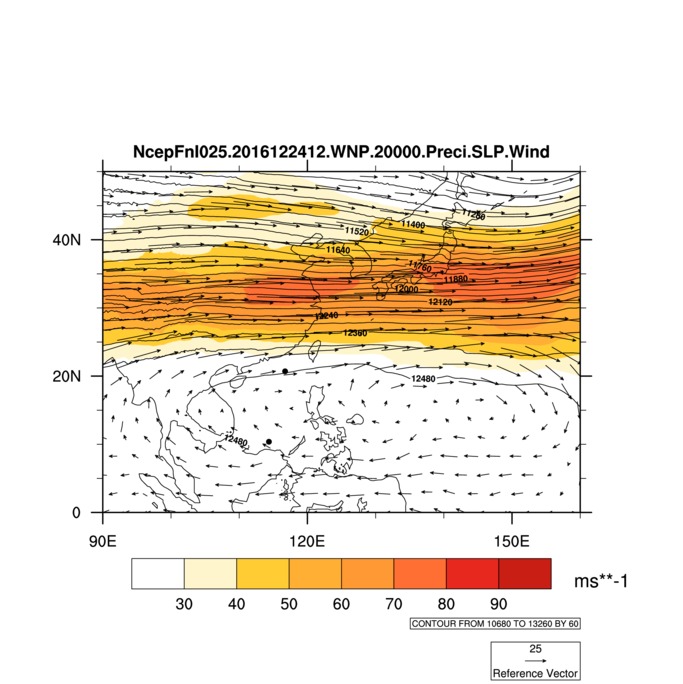 NcepFnl025.2016122412.WNP.20000.Preci.SLP.Wind
11280
11400
11520
40N
11640
11760
11880
12000
12120
12240
12360
20N
12480
12480
0
90E 120E 150E
ms**-1
30 40 50 60 70 80 90
CONTOUR FROM 10680 TO 13260 BY 60
25
Reference Vector